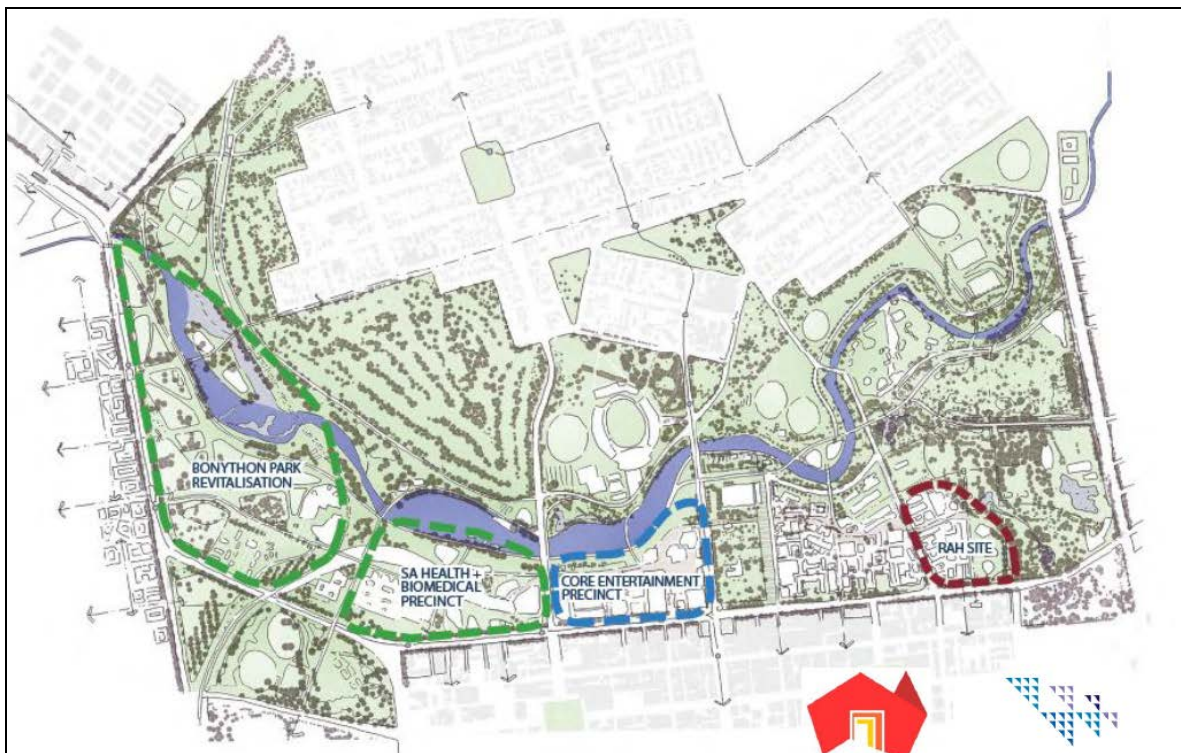 BONYTHON PARK
REVITALISATION
SA HEALTH +
BIOMEDICAL
PRECINCT
CORE ENTERTAINMENT
PRECINCT
RAH SITE